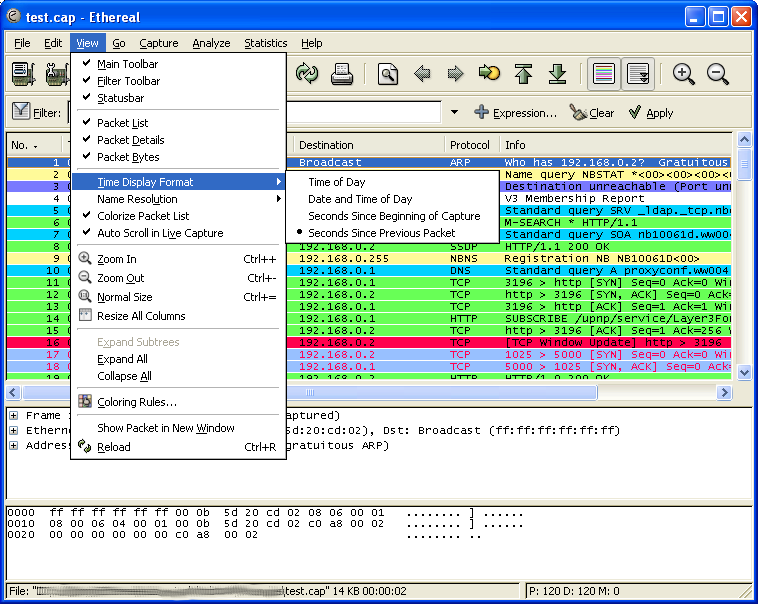 test.cap - Ethereal
File Edit View Go Capture Analyze Statistics Help
Main Toolbar
Filter Toolbar
Statusbar
Packet List
Packet Details
Packet Bytes
Time Display Format
Name Resolution
Colorize Packet List
Auto Scroll in Live Capture
Zoom In Ctrl++
Zoom Out Ctrl+-
Normal Size Ctrl+=
Resize All Columns
Expand Subtrees
Expand All
Collapse All
Coloring Rules...
Show Packet in New Window
Reload Ctrl+R
Time of Day
Date and Time of Day
Seconds Since Beginning of Capture
Seconds Since Previous Packet
Filter: Expression... Clear Apply
No. . Destination Protocol Info
1 Broadcast ARP Who has 192.168.0.2? Gratuitous
2 Name query NBSTAT *<00><00><00><
3 Destination unreachable (Port un
4 V3 Membership Report
5 Standard query SRV _ldap._tcp.nb
6 M-SEARCH * HTTP/1.1
7 Standard query SOA nb10061d.ww00
8 192.168.0.2 SSDP HTTP/1.1 200 OK
9 192.168.0.255 NBNS Registration NB NB10061D<00>
10 192.168.0.1 DNS Standard query A proxyconf.ww004
11 192.168.0.1 TCP 3196 > http [SYN] Seq=0 Ack=0 Wi
12 192.168.0.2 TCP http > 3196 [SYN, ACK] Seq=0 Ack
13 192.168.0.1 TCP 3196 > http [ACK] Seq=1 Ack=1 Wi
14 192.168.0.1 HTTP SUBSCRIBE /upnp/service/Layer3Fo
15 192.168.0.2 TCP http > 3196 [ACK] Seq=1 Ack=256
16 192.168.0.2 TCP [TCP Window Update] http > 3196
17 192.168.0.2 TCP 1025 > 5000 [SYN] Seq=0 Ack=0 Wi
18 192.168.0.1 TCP 5000 > 1025 [SYN, ACK] Seq=0 Ack
19 192.168.0.2 HTTP HTTP/1.0 200 OK
Frame captured)
Ethernet 5d:20:cd:02), Dst: Broadcast (ff:ff:ff:ff:ff:ff)
Address gratuitous ARP)
0000 ff ff ff ff ff ff 00 0b 5d 20 cd 02 08 06 00 01 ........ ] ......
0010 08 00 06 04 00 01 00 0b 5d 20 cd 02 c0 a8 00 02 ........ ] ......
0020 00 00 00 00 00 00 c0 a8 00 02 ........ ..
File: " \test.cap" 14 KB 00:00:02 P: 120 D: 120 M: 0